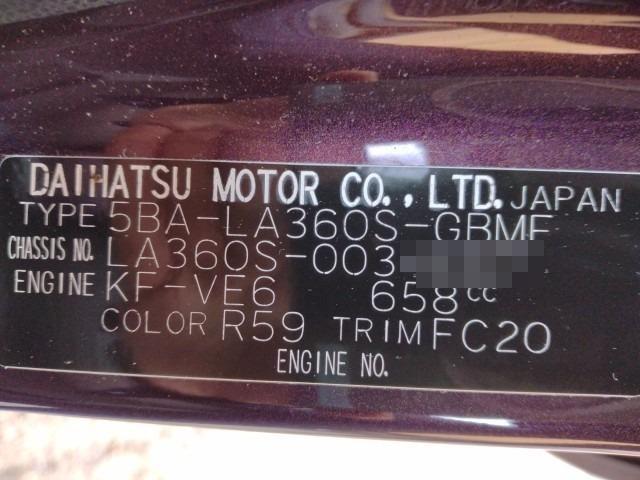 DAIHATSU MOTOR CO., LTD. JAPAN
TYPE 5BA-LA360S-GBMF
CHASSIS NO. LA360S-003
ENGINE KF-VE6 658cc
COLOR R59 TRIM FC20
ENGINE NO.